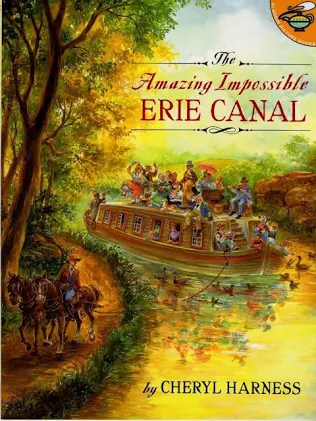 The
Amazing Impossible
ERIE CANAL
by CHERYL HARNESS